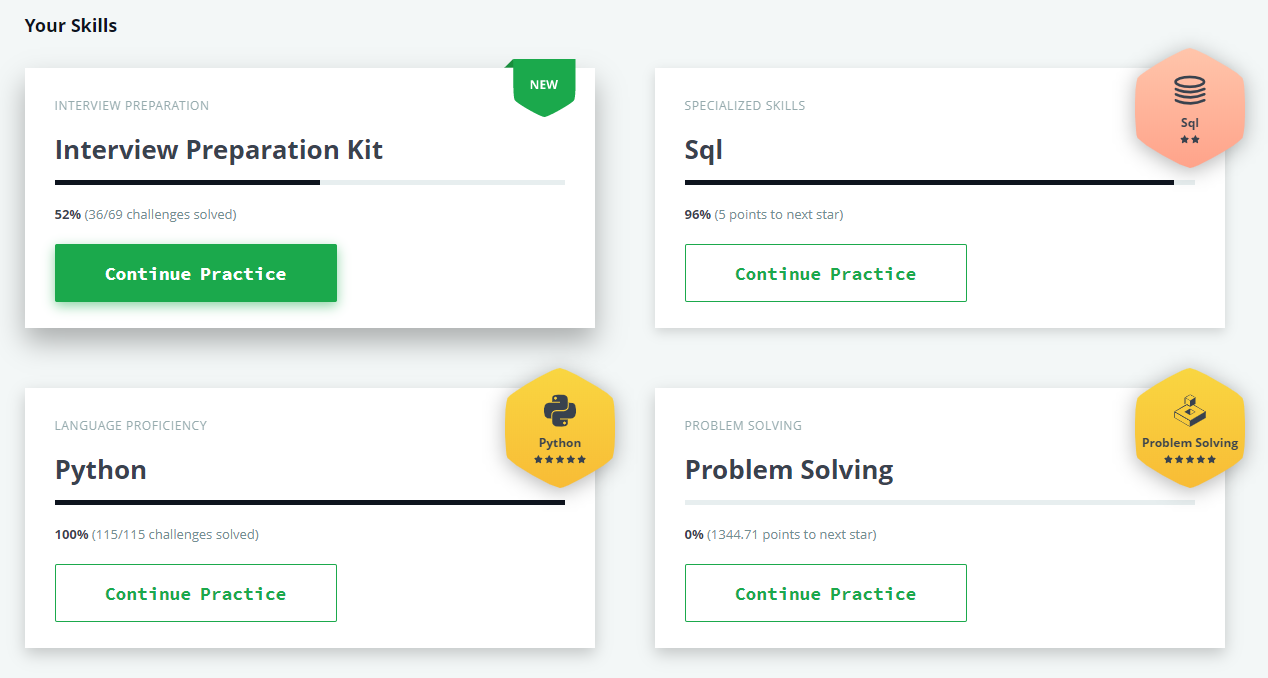 Your Skills
NEW
INTERVIEW PREPARATION
Interview Preparation Kit
52% (36/69 challenges solved)
Continue Practice
Sql
SPECIALIZED SKILLS
Sql
96% (5 points to next star)
Continue Practice
Python
LANGUAGE PROFICIENCY
Python
100% (115/115 challenges solved)
Continue Practice
Problem Solving
PROBLEM SOLVING
Problem Solving
0% (1344.71 points to next star)
Continue Practice